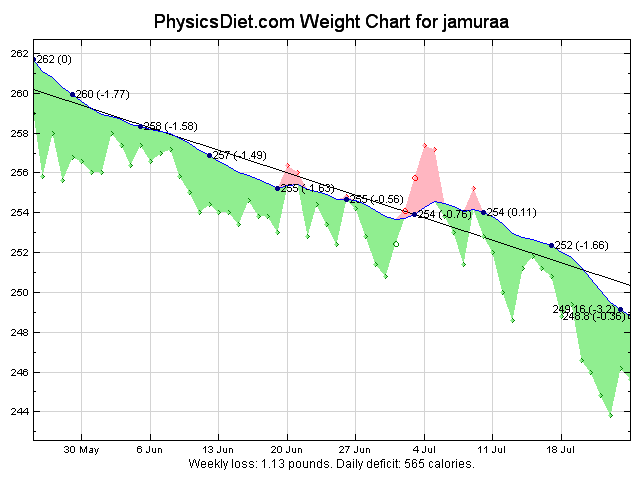 PhysicsDiet.com Weight Chart for jamuraa
262
260
258
256
254
252
250
248
246
244
262 (0)
260 (-1.77)
258 (-1.58)
257 (-1.49)
255 (-1.63)
255 (-0.56)
254 (-0.76)
254 (0.11)
252 (-1.66)
249.16 (-3.2)
248.8 (-0.36)
30 May
6 Jun
13 Jun
20 Jun
27 Jun
4 Jul
11 Jul
18 Jul
Weekly loss: 1.13 pounds. Daily deficit: 565 calories.